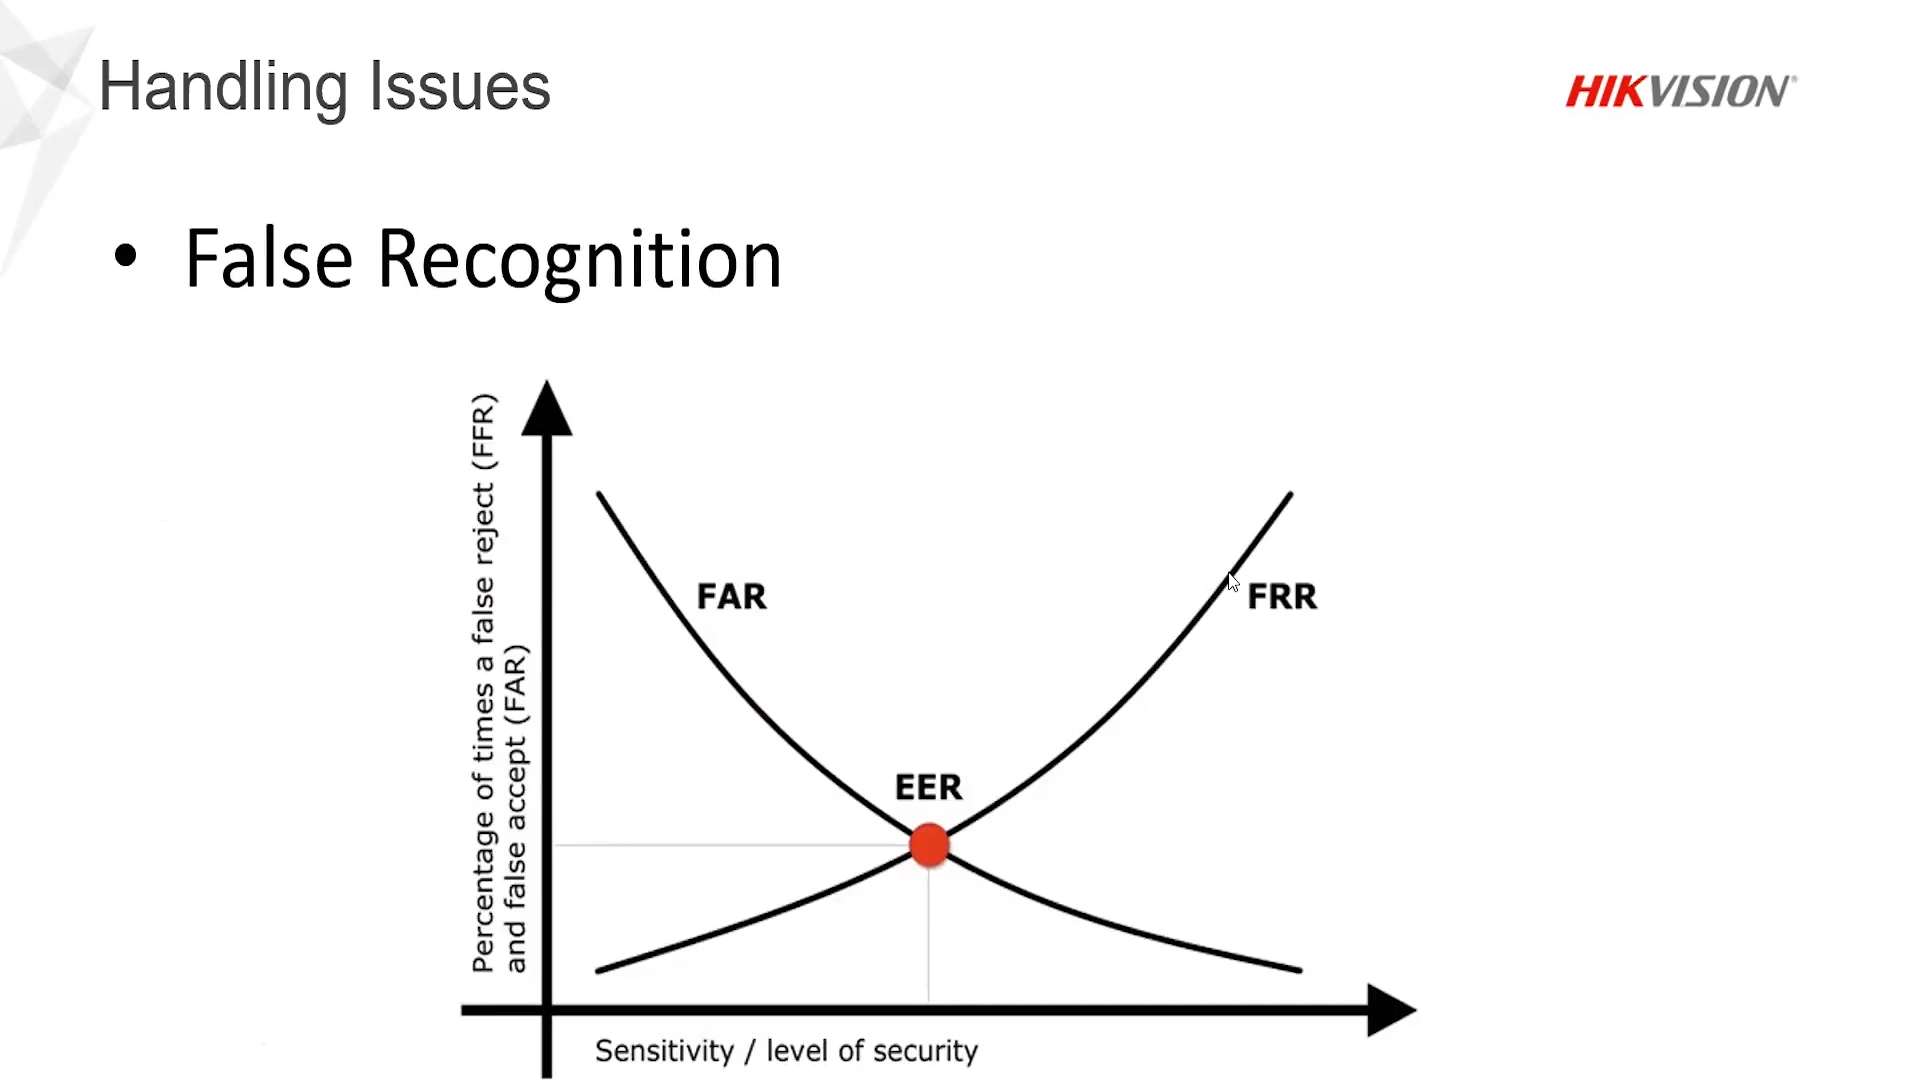 Handling Issues
HIKVISION®
• False Recognition
Percentage of times a false reject (FFR)
and false accept (FAR)
FAR
FRR
EER
Sensitivity / level of security